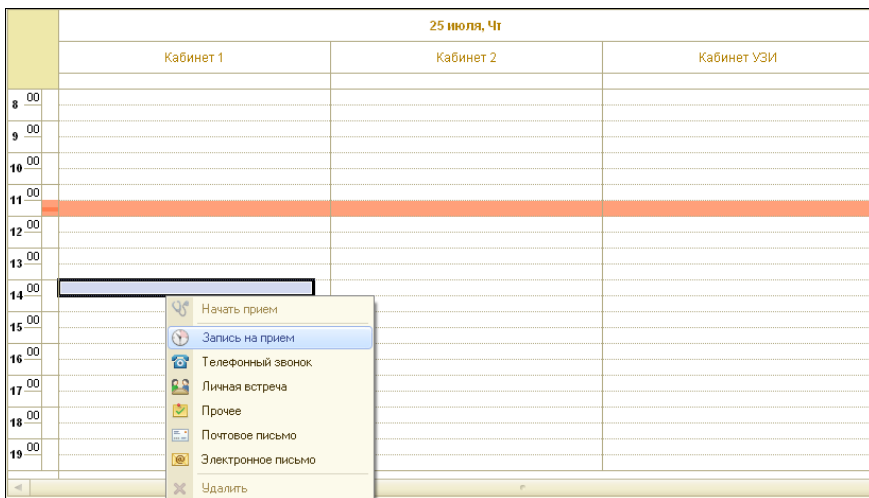 25 июля, Чт
Кабинет 1 Кабинет 2 Кабинет УЗИ
8 00
9 00
10 00
11 00
12 00
13 00
14 00
Начать прием
15 00
Запись на прием
16 00
Телефонный звонок
17 00
Личная встреча
Прочее
18 00
Почтовое письмо
19 00
Электронное письмо
Удалить